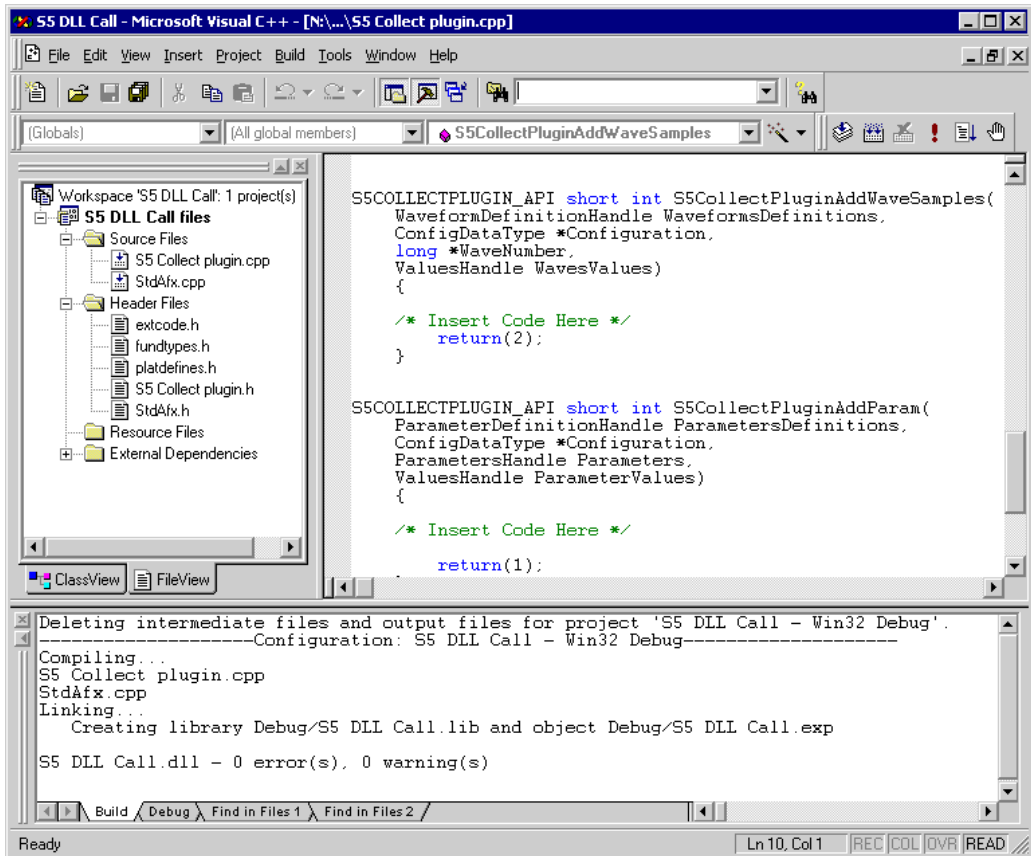 S5 DLL Call - Microsoft Visual C++ - [N:\...\S5 Collect plugin.cpp]
File Edit View Insert Project Build Tools Window Help
(Globals) (All global members) S5CollectPluginAddWaveSamples
Workspace 'S5 DLL Call': 1 project(s)
S5 DLL Call files
Source Files
S5 Collect plugin.cpp
StdAfx.cpp
Header Files
extcode.h
fundtypes.h
platdefines.h
S5 Collect plugin.h
StdAfx.h
Resource Files
External Dependencies
ClassView FileView
S5COLLECTPLUGIN_API short int S5CollectPluginAddWaveSamples(
WaveformDefinitionHandle WaveformsDefinitions,
ConfigDataType *Configuration,
long *WaveNumber,
ValuesHandle WavesValues)
{
/* Insert Code Here */
return(2);
}
S5COLLECTPLUGIN_API short int S5CollectPluginAddParam(
ParameterDefinitionHandle ParametersDefinitions,
ConfigDataType *Configuration,
ParametersHandle Parameters,
ValuesHandle ParameterValues)
{
/* Insert Code Here */
return(1);
Deleting intermediate files and output files for project 'S5 DLL Call - Win32 Debug'.
--------------------Configuration: S5 DLL Call - Win32 Debug--------------------
Compiling...
S5 Collect plugin.cpp
StdAfx.cpp
Linking...
Creating library Debug/S5 DLL Call.lib and object Debug/S5 DLL Call.exp
S5 DLL Call.dll - 0 error(s), 0 warning(s)
Build Debug Find in Files 1 Find in Files 2
Ready Ln 10, Col 1 REC COL OVR READ